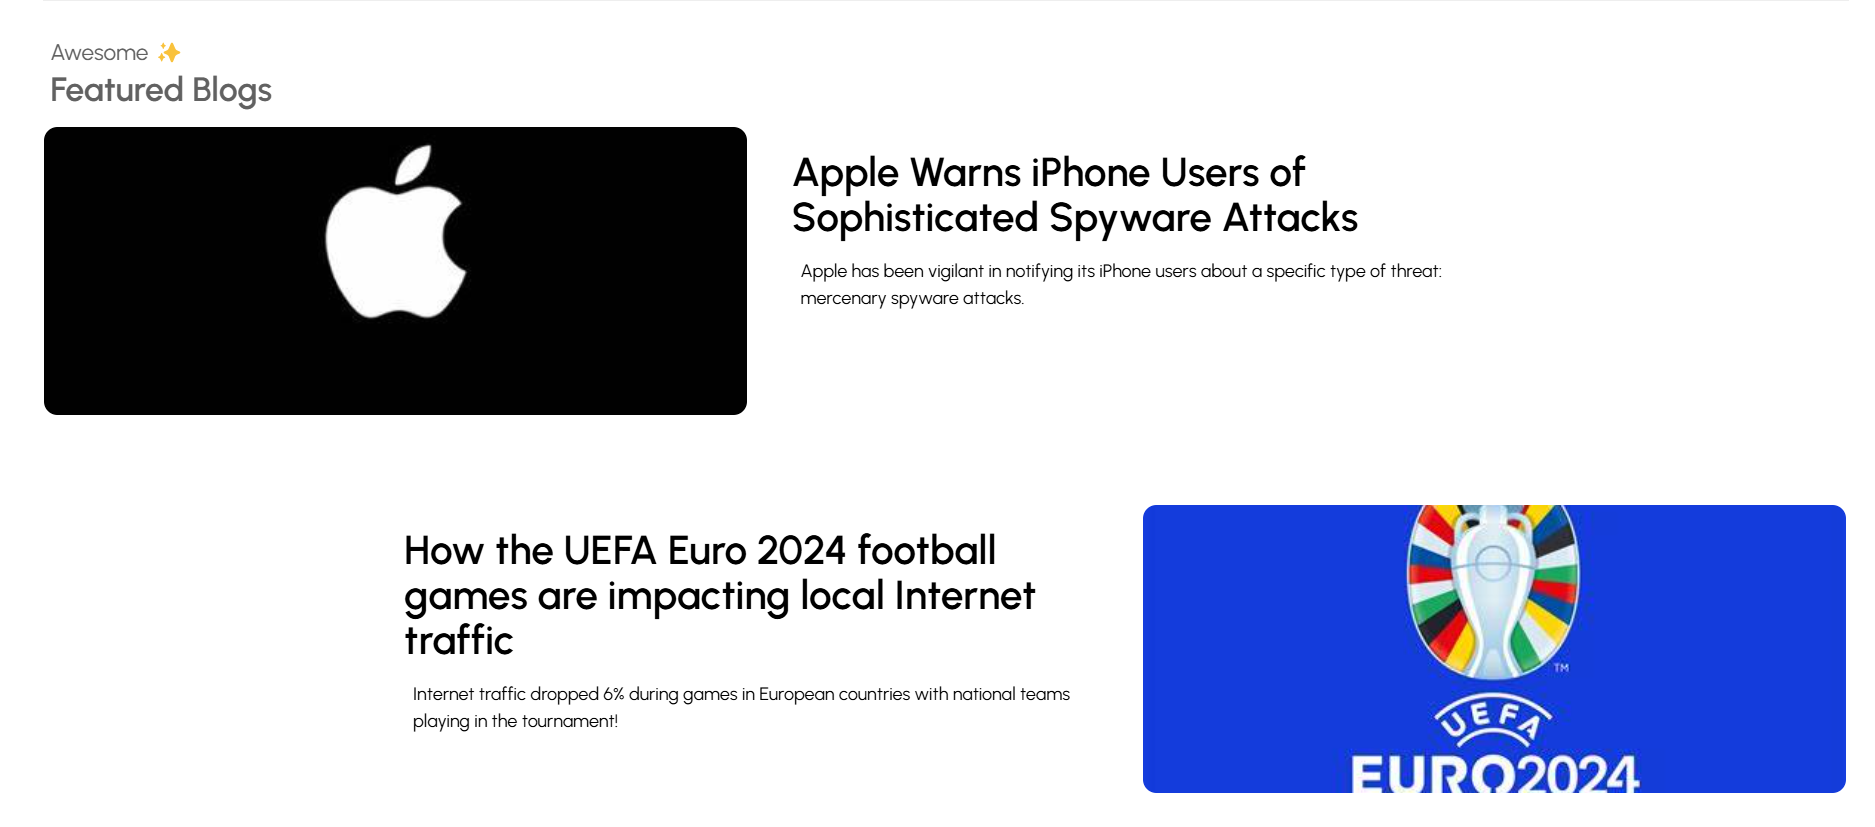 Awesome ✨
Featured Blogs
Apple Warns iPhone Users of
Sophisticated Spyware Attacks
Apple has been vigilant in notifying its iPhone users about a specific type of threat:
mercenary spyware attacks.
How the UEFA Euro 2024 football
games are impacting local Internet
traffic
Internet traffic dropped 6% during games in European countries with national teams
playing in the tournament!
TM
UEFA
EURO2024